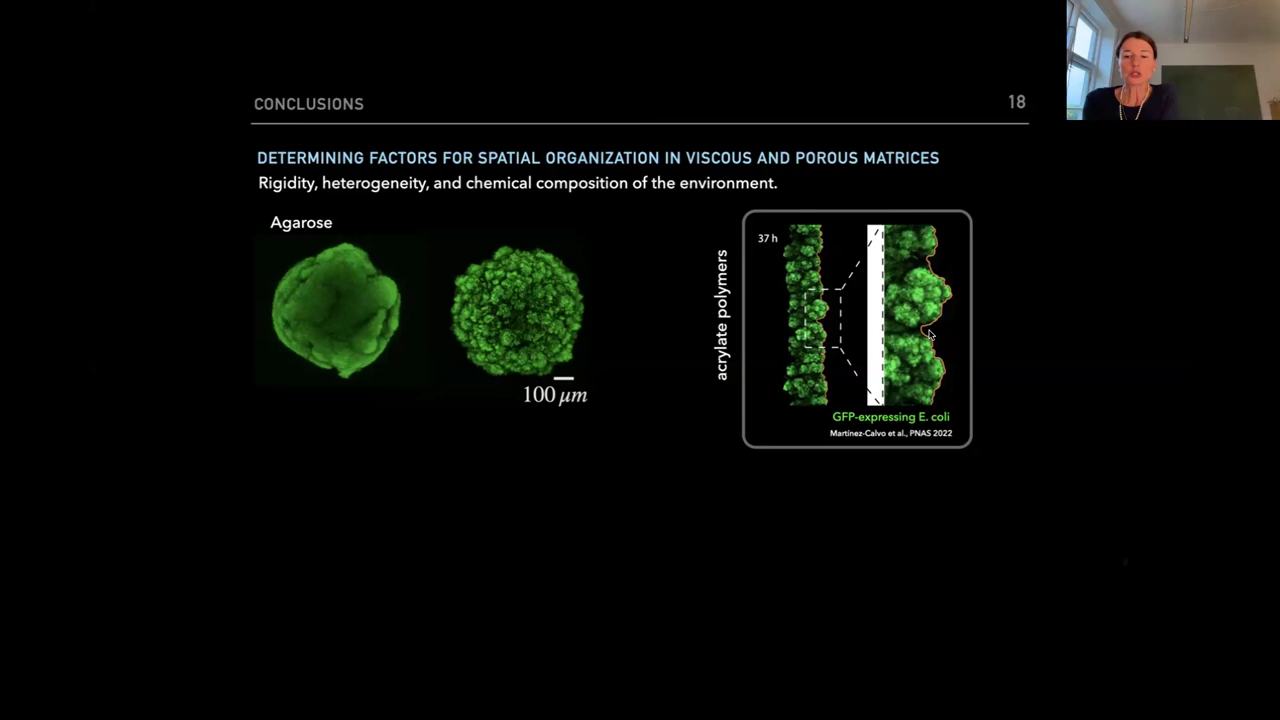 CONCLUSIONS
18
DETERMINING FACTORS FOR SPATIAL ORGANIZATION IN VISCOUS AND POROUS MATRICES
Rigidity, heterogeneity, and chemical composition of the environment.
Agarose
100 µm
acrylate polymers
37 h
GFP-expressing E. coli
Martínez-Calvo et al., PNAS 2022